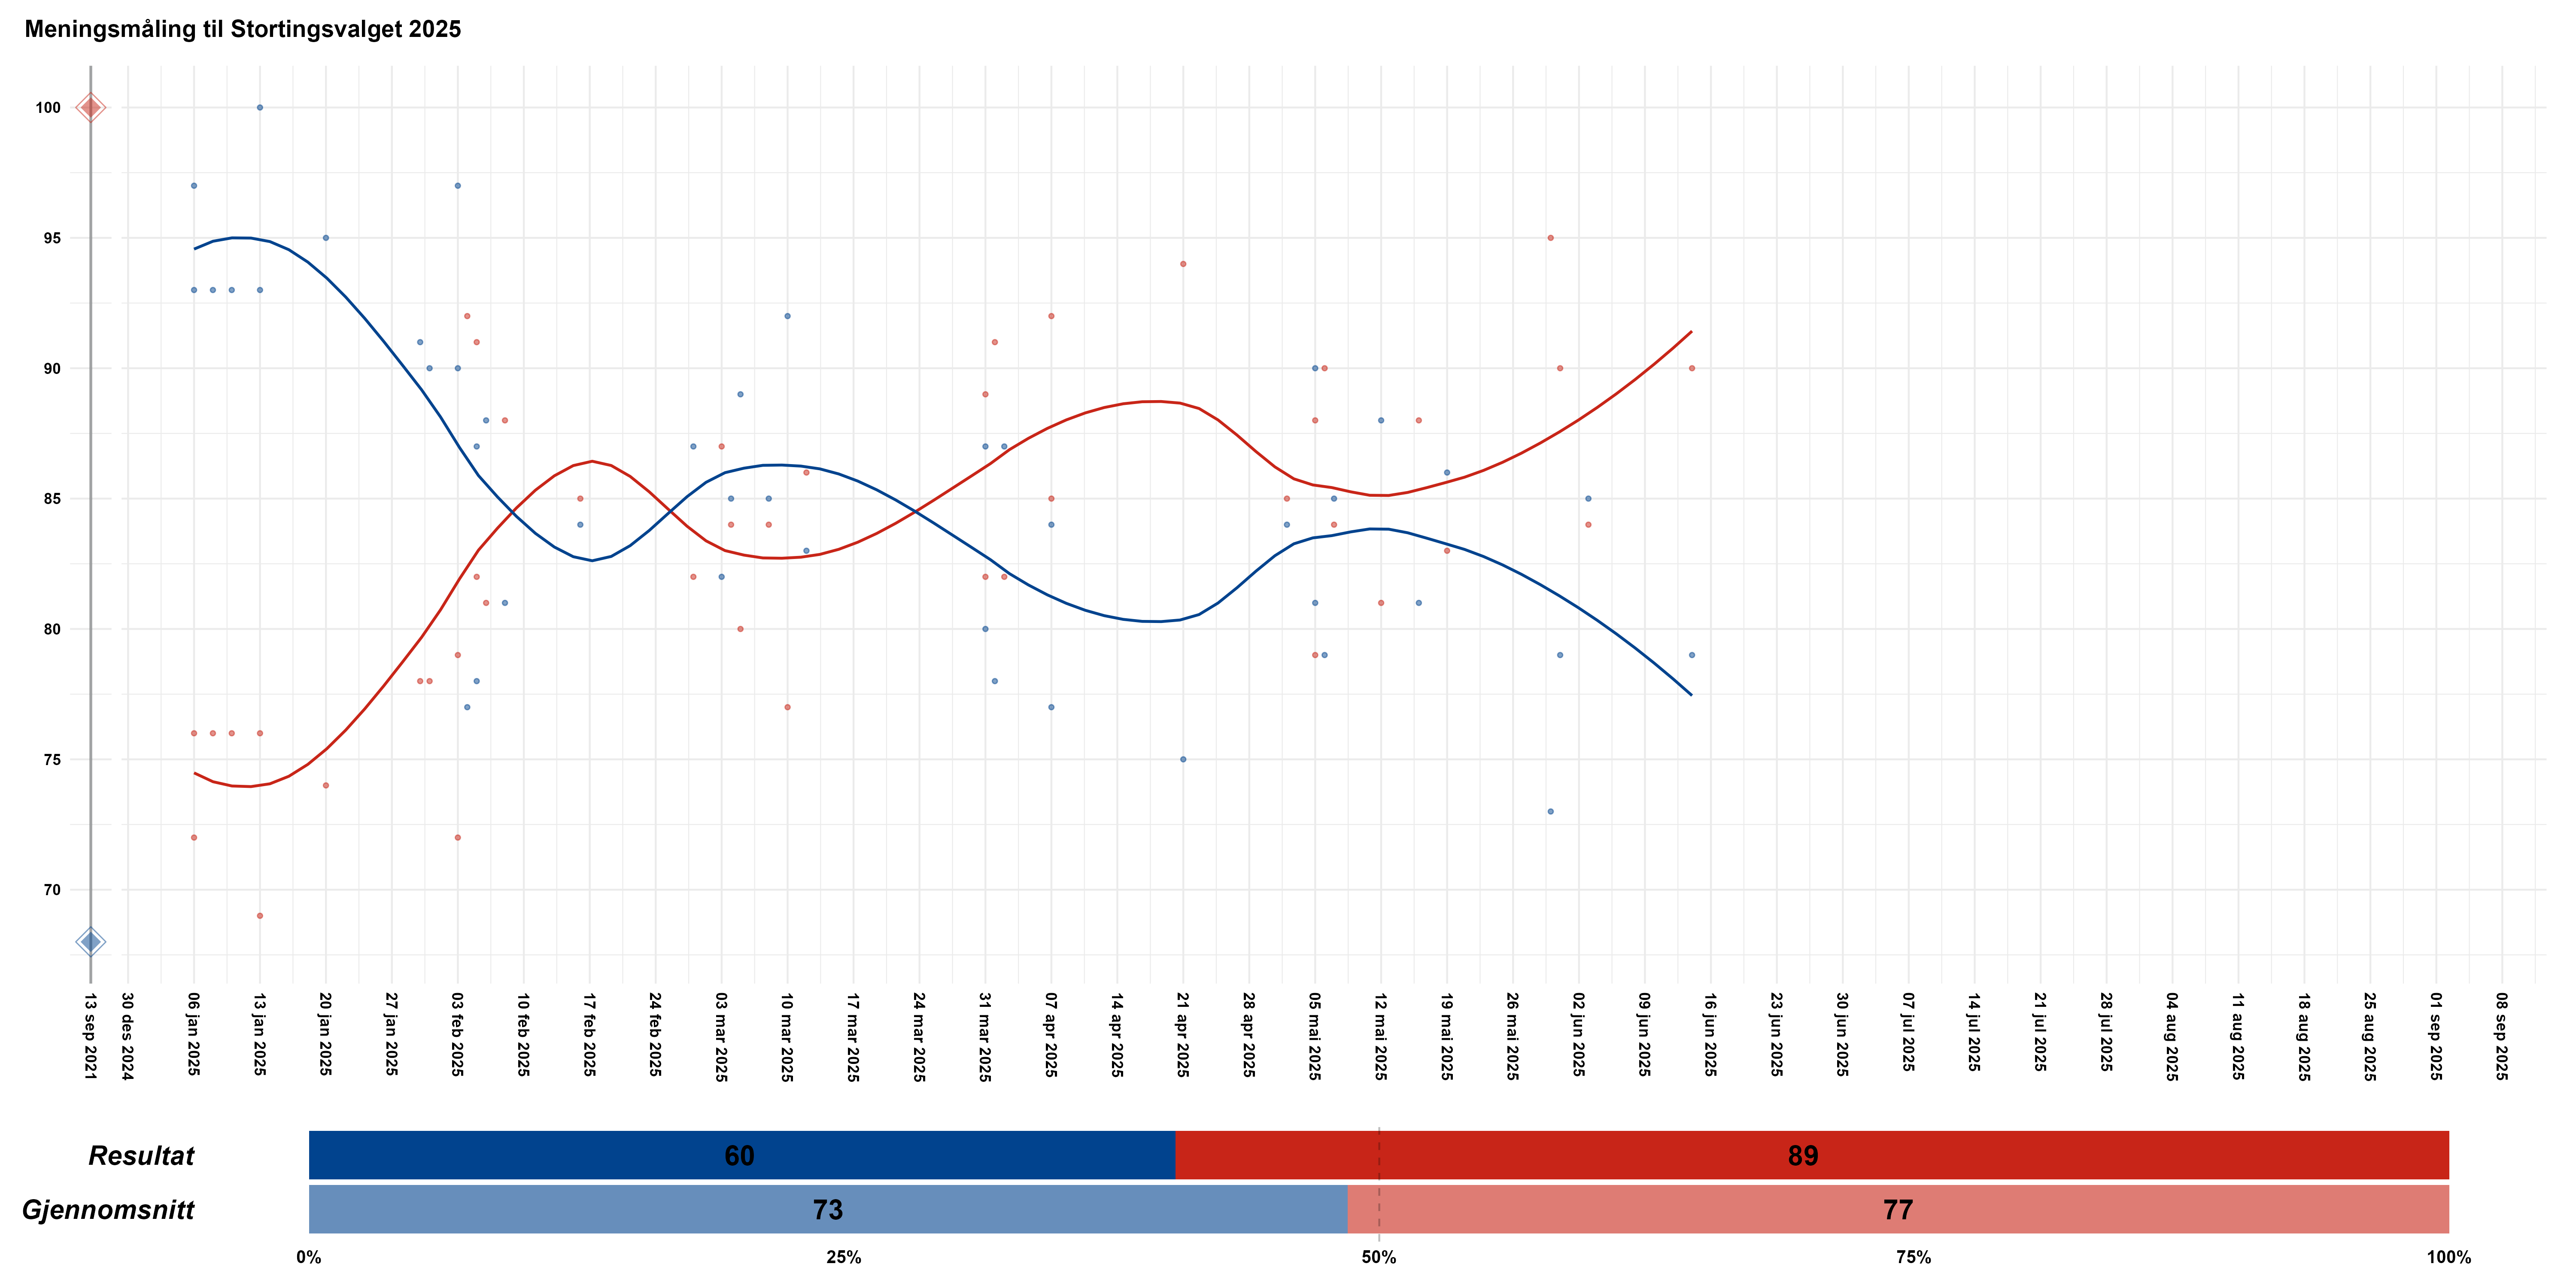 Meningsmåling til Stortingsvalget 2025
100
95
90
85
80
75
70
13 sep 2021
30 des 2024
06 jan 2025
13 jan 2025
20 jan 2025
27 jan 2025
03 feb 2025
10 feb 2025
17 feb 2025
24 feb 2025
03 mar 2025
10 mar 2025
17 mar 2025
24 mar 2025
31 mar 2025
07 apr 2025
14 apr 2025
21 apr 2025
28 apr 2025
05 mai 2025
12 mai 2025
19 mai 2025
26 mai 2025
02 jun 2025
09 jun 2025
16 jun 2025
23 jun 2025
30 jun 2025
07 jul 2025
14 jul 2025
21 jul 2025
28 jul 2025
04 aug 2025
11 aug 2025
18 aug 2025
25 aug 2025
01 sep 2025
08 sep 2025
Resultat 60 89
Gjennomsnitt 73 77
0% 25% 50% 75% 100%